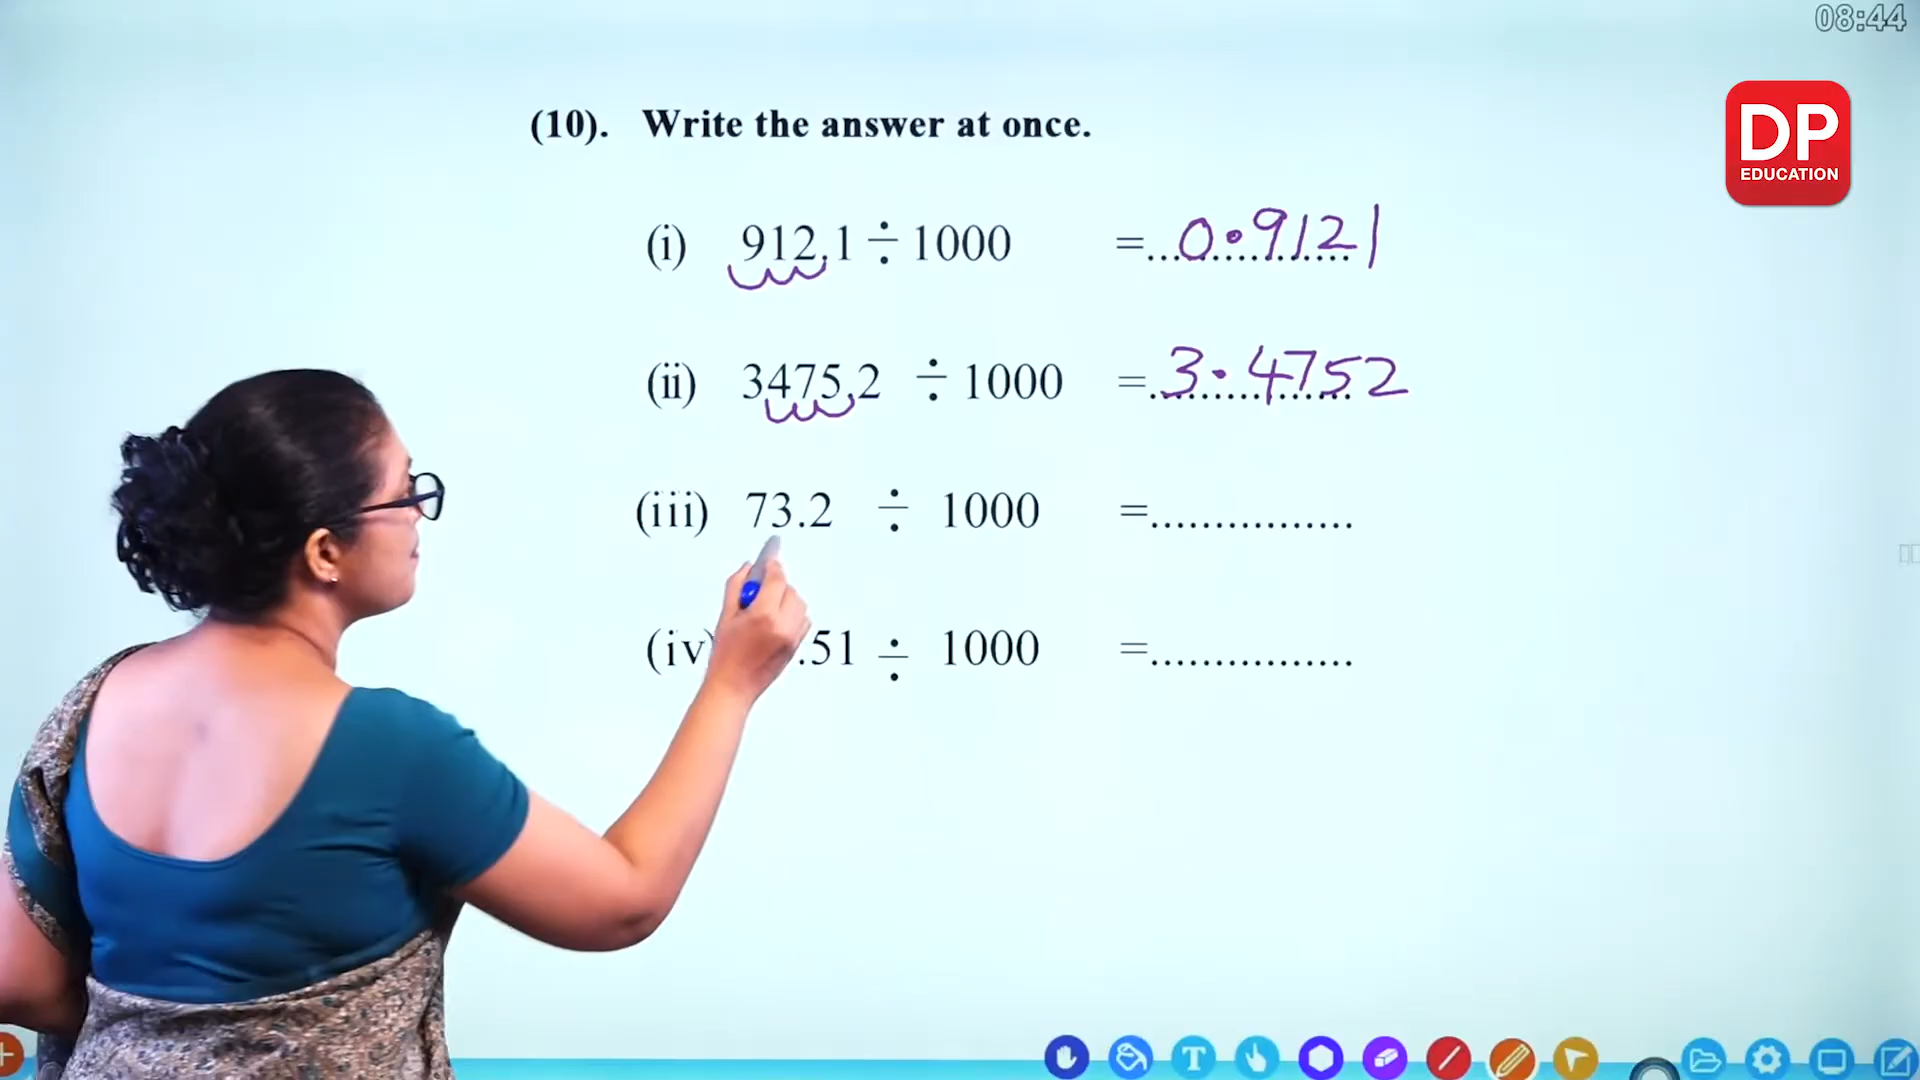 08:44
DP
EDUCATION
(10). Write the answer at once.
(i) 912.1 ÷ 1000 =................ 0.9121
(ii) 3475.2 ÷ 1000 =................ 3.4752
(iii) 73.2 ÷ 1000 =................
(iv) .51 ÷ 1000 =................
T